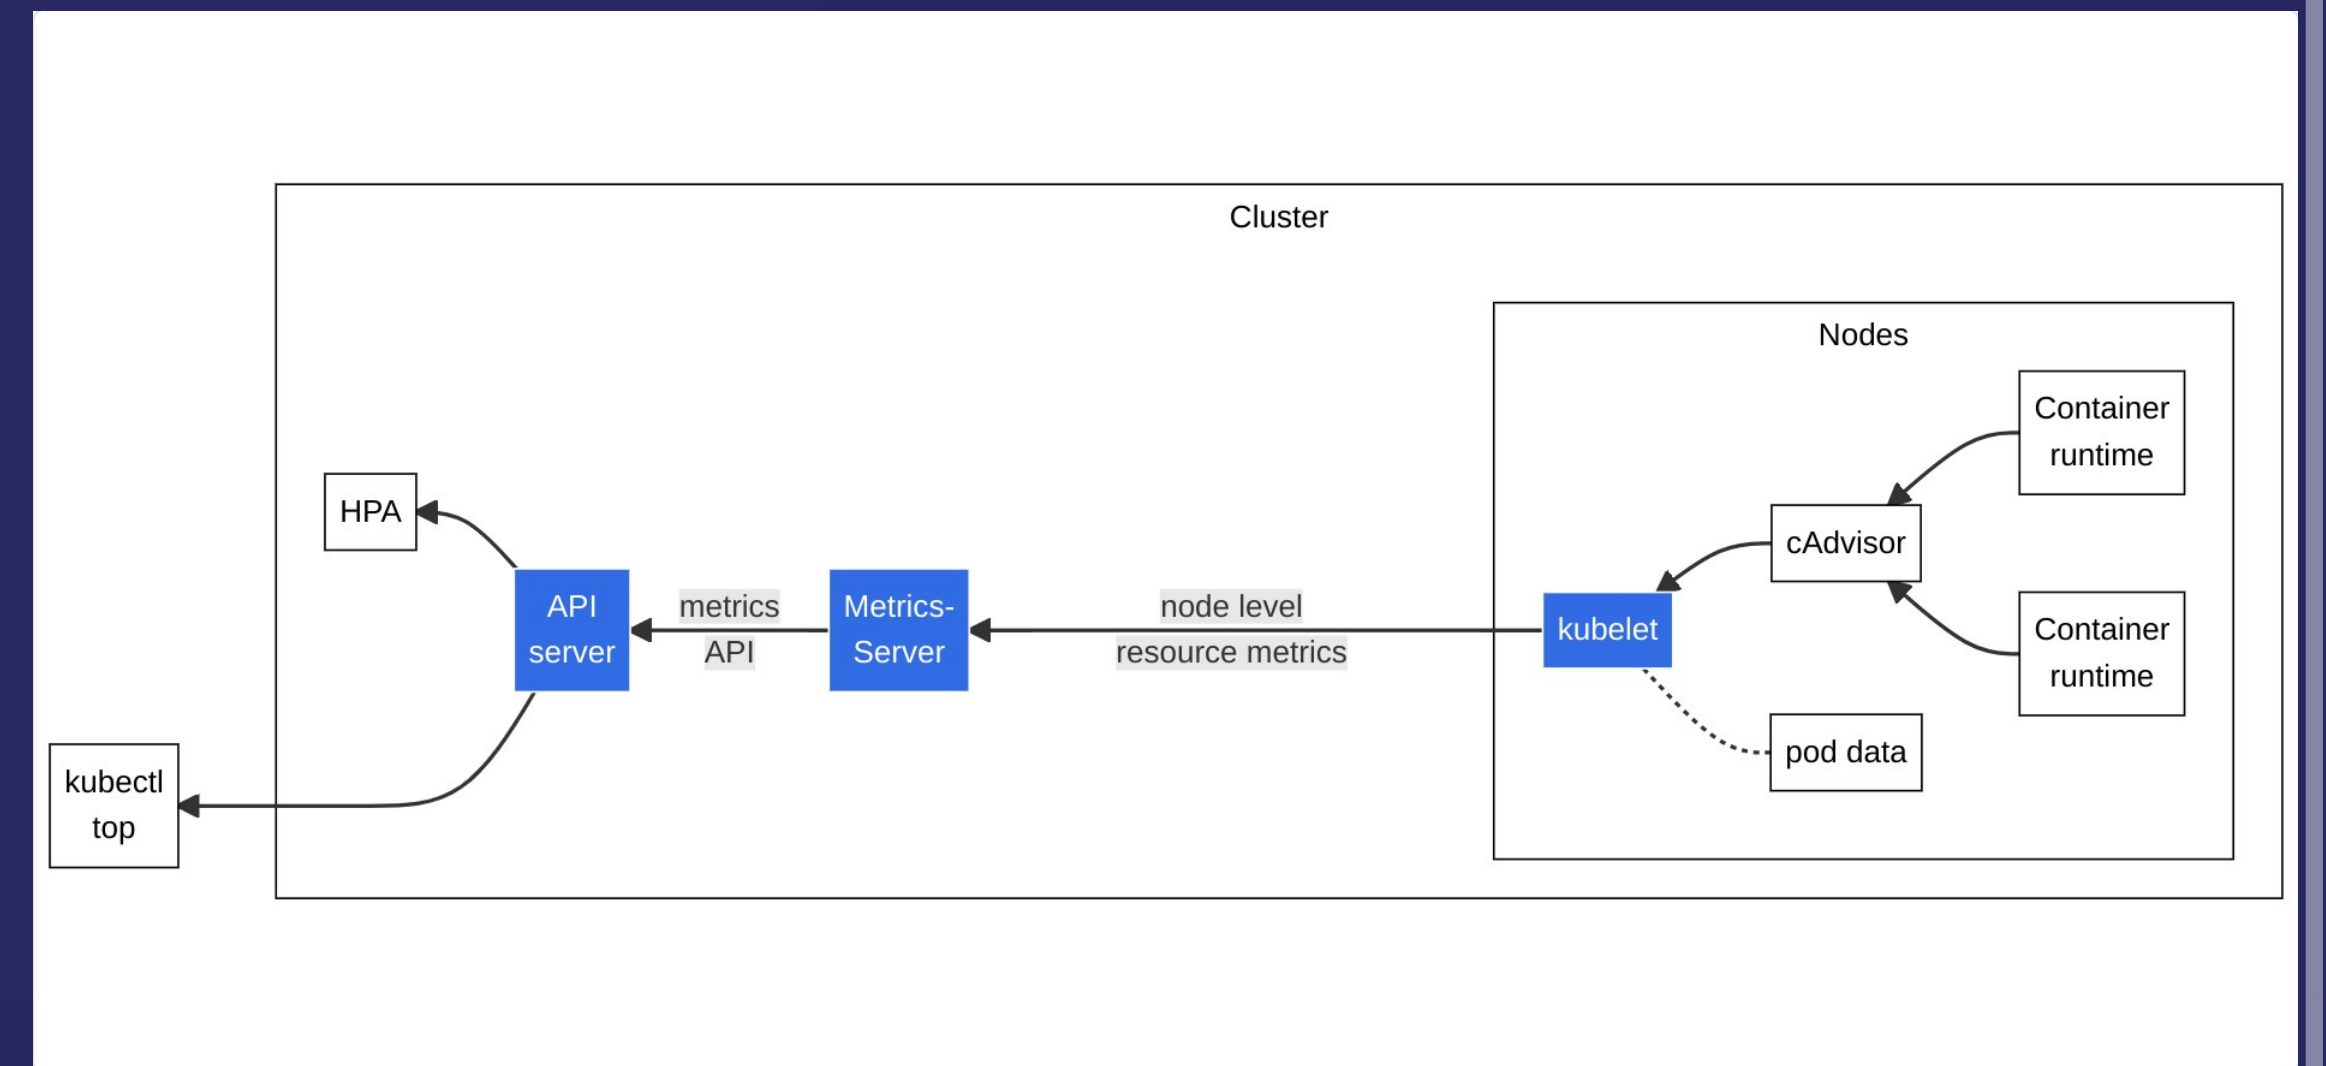 Cluster
Nodes
Container
runtime
HPA
cAdvisor
API
server
metrics
API
Metrics-
Server
node level
resource metrics
kubelet
Container
runtime
pod data
kubectl
top